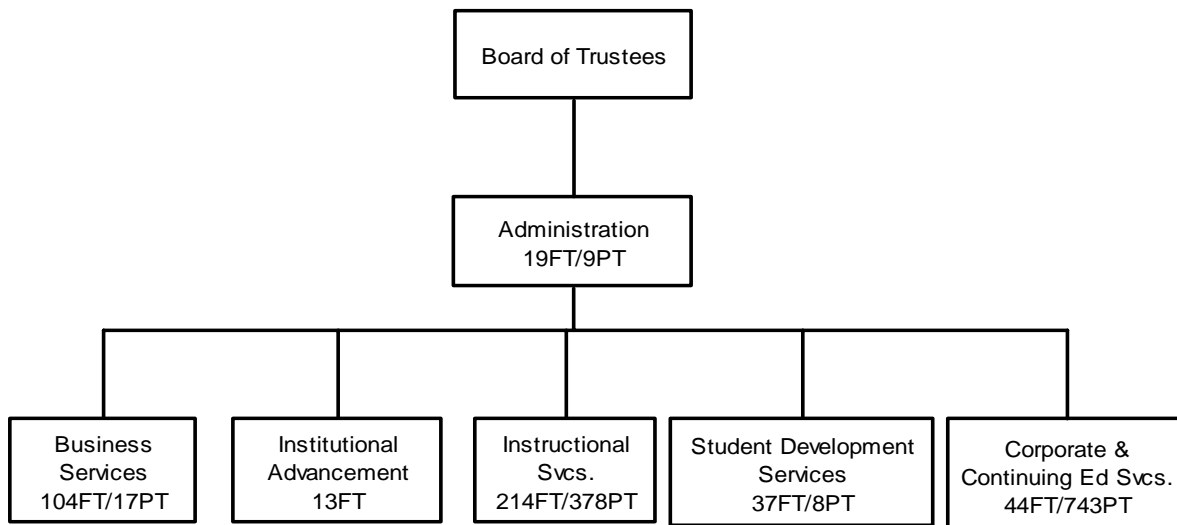 Board of Trustees
Administration
19FT/9PT
Business
Services
104FT/17PT
Institutional
Advancement
13FT
Instructional
Svcs.
214FT/378PT
Student Development
Services
37FT/8PT
Corporate &
Continuing Ed Svcs.
44FT/743PT